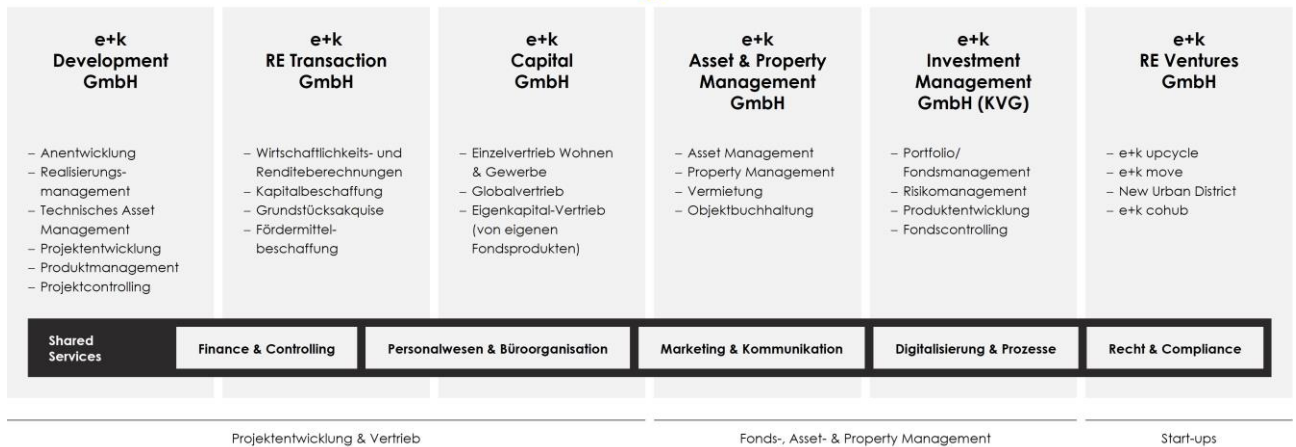 e+k
Development
GmbH
– Anentwicklung
– Realisierungs-
management
– Technisches Asset
Management
– Projektentwicklung
– Produktmanagement
– Projektcontrolling
e+k
RE Transaction
GmbH
– Wirtschaftlichkeits- und
Renditeberechnungen
– Kapitalbeschaffung
– Grundstücksakquise
– Fördermittel-
beschaffung
e+k
Capital
GmbH
– Einzelvertrieb Wohnen
& Gewerbe
– Globalvertrieb
– Eigenkapital-Vertrieb
(von eigenen
Fondsprodukten)
e+k
Asset & Property
Management
GmbH
– Asset Management
– Property Management
– Vermietung
– Objektbuchhaltung
e+k
Investment
Management
GmbH (KVG)
– Portfolio/
Fondsmanagement
– Risikomanagement
– Produktentwicklung
– Fondscontrolling
e+k
RE Ventures
GmbH
– e+k upcycle
– e+k move
– New Urban District
– e+k cohub
Shared
Services
Finance & Controlling
Personalwesen & Büroorganisation
Marketing & Kommunikation
Digitalisierung & Prozesse
Recht & Compliance
Projektentwicklung & Vertrieb
Fonds-, Asset- & Property Management
Start-ups